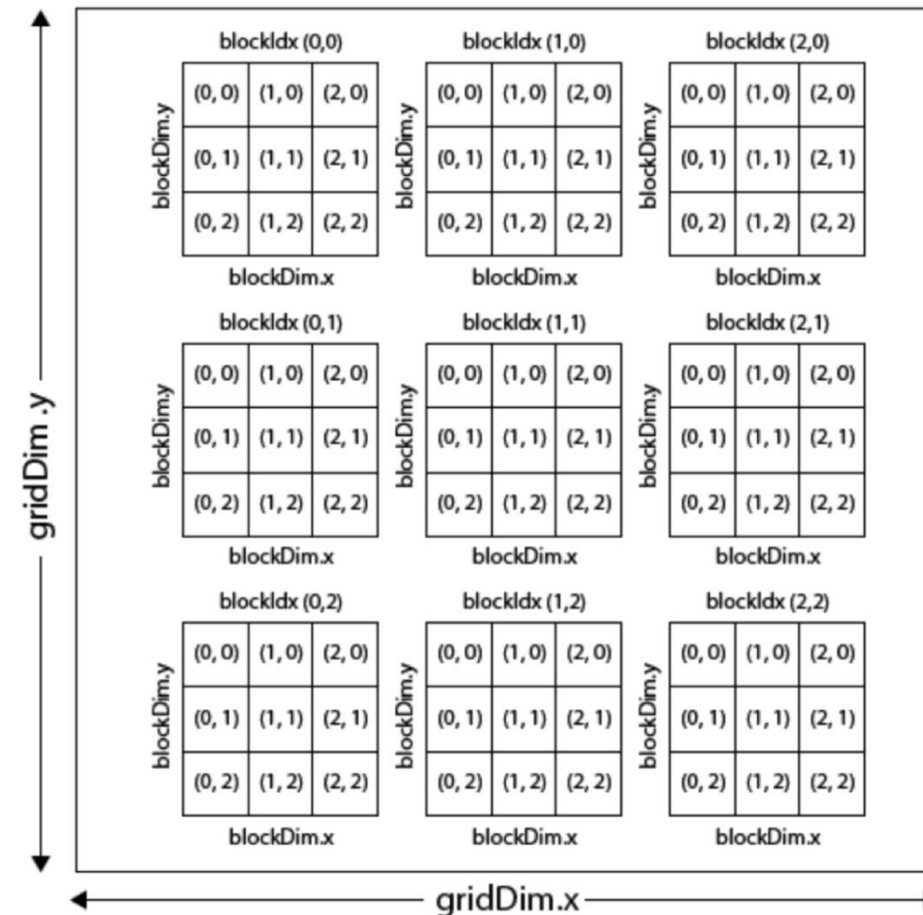 blockIdx (0,0) blockIdx (1,0) blockIdx (2,0)
blockDim.y (0, 0) (1, 0) (2, 0) blockDim.y (0, 0) (1, 0) (2, 0) blockDim.y (0, 0) (1, 0) (2, 0)
(0, 1) (1, 1) (2, 1) (0, 1) (1, 1) (2, 1) (0, 1) (1, 1) (2, 1)
(0, 2) (1, 2) (2, 2) (0, 2) (1, 2) (2, 2) (0, 2) (1, 2) (2, 2)
blockDim.x blockDim.x blockDim.x
blockIdx (0,1) blockIdx (1,1) blockIdx (2,1)
blockDim.y (0, 0) (1, 0) (2, 0) blockDim.y (0, 0) (1, 0) (2, 0) blockDim.y (0, 0) (1, 0) (2, 0)
(0, 1) (1, 1) (2, 1) (0, 1) (1, 1) (2, 1) (0, 1) (1, 1) (2, 1)
(0, 2) (1, 2) (2, 2) (0, 2) (1, 2) (2, 2) (0, 2) (1, 2) (2, 2)
blockDim.x blockDim.x blockDim.x
gridDim .y
blockIdx (0,2) blockIdx (1,2) blockIdx (2,2)
blockDim.y (0, 0) (1, 0) (2, 0) blockDim.y (0, 0) (1, 0) (2, 0) blockDim.y (0, 0) (1, 0) (2, 0)
(0, 1) (1, 1) (2, 1) (0, 1) (1, 1) (2, 1) (0, 1) (1, 1) (2, 1)
(0, 2) (1, 2) (2, 2) (0, 2) (1, 2) (2, 2) (0, 2) (1, 2) (2, 2)
blockDim.x blockDim.x blockDim.x
gridDim.x